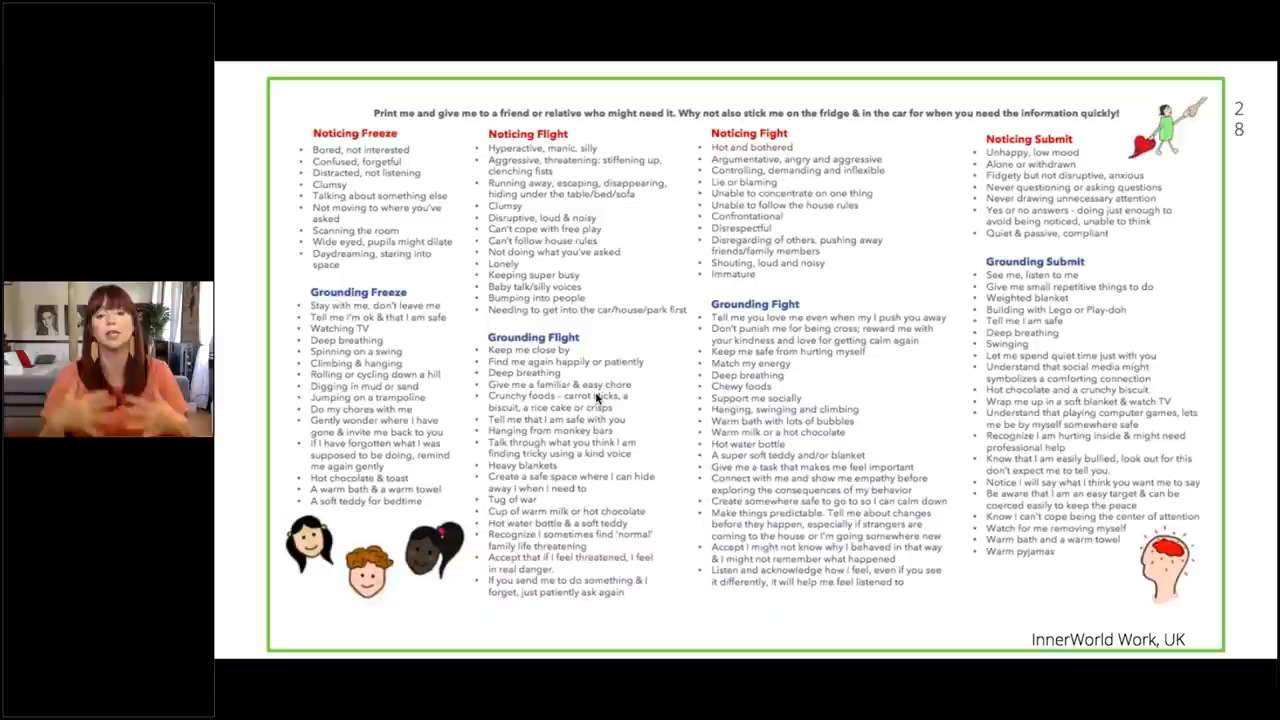 Print me and give me to a friend or relative who might need it. Why not also stick me on the fridge & in the car for when you need the information quickly!
2
8
Noticing Freeze
Bored, not interested
Confused, forgetful
Distracted, not listening
Clumsy
Talking about something else
Not moving to where you've
asked
Scanning the room
Wide eyed, pupils might dilate
Daydreaming, staring into
space
Grounding Freeze
Stay with me, don't leave me
Tell me I'm ok & that I am safe
Watching TV
Deep breathing
Spinning on a swing
Climbing & hanging
Rolling or cycling down a hill
Digging in mud or sand
Jumping on a trampoline
Do my chores with me
Gently wonder where I have
gone & invite me back to you
If I have forgotten what I was
supposed to be doing, remind
me again gently
Hot chocolate & toast
A warm bath & a warm towel
A soft teddy for bedtime
Noticing Flight
Hyperactive, manic, silly
Aggressive, threatening: stiffening up,
clenching fists
Running away, escaping, disappearing,
hiding under the table/bed/sofa
Clumsy
Disruptive, loud & noisy
Can't cope with free play
Can't follow house rules
Not doing what you've asked
Lonely
Keeping super busy
Baby talk/silly voices
Bumping into people
Needing to get into the car/house/park first
Grounding Flight
Keep me close by
Find me again happily or patiently
Deep breathing
Give me a familiar & easy chore
Crunchy foods - carrot sticks, a
biscuit, a rice cake or crisps
Tell me that I am safe with you
Hanging from monkey bars
Talk through what you think I am
finding tricky using a kind voice
Heavy blankets
Create a safe space where I can hide
away I when I need to
Tug of war
Cup of warm milk or hot chocolate
Hot water bottle & a soft teddy
Recognize I sometimes find 'normal'
family life threatening
Accept that if I feel threatened, I feel
in real danger.
If you send me to do something & I
forget, just patiently ask again
Noticing Fight
Hot and bothered
Argumentative, angry and aggressive
Controlling, demanding and inflexible
Lie or blaming
Unable to concentrate on one thing
Unable to follow the house rules
Confrontational
Disrespectful
Disregarding of others, pushing away
friends/family members
Shouting, loud and noisy
Immature
Grounding Fight
Tell me you love me even when my I push you away
Don't punish me for being cross; reward me with
your kindness and love for getting calm again
Keep me safe from hurting myself
Match my energy
Deep breathing
Chewy foods
Support me socially
Hanging, swinging and climbing
Warm bath with lots of bubbles
Warm milk or a hot chocolate
Hot water bottle
A super soft teddy and/or blanket
Give me a task that makes me feel important
Connect with me and show me empathy before
exploring the consequences of my behavior
Create somewhere safe to go to so I can calm down
Make things predictable. Tell me about changes
before they happen, especially if strangers are
coming to the house or I'm going somewhere new
Accept I might not know why I behaved in that way
& I might not remember what happened
Listen and acknowledge how I feel, even if you see
it differently, it will help me feel listened to
Noticing Submit
Unhappy, low mood
Alone or withdrawn
Fidgety but not disruptive, anxious
Never questioning or asking questions
Never drawing unnecessary attention
Yes or no answers - doing just enough to
avoid being noticed, unable to think
Quiet & passive, compliant
Grounding Submit
See me, listen to me
Give me small repetitive things to do
Weighted blanket
Building with Lego or Play-doh
Tell me I am safe
Deep breathing
Swinging
Let me spend quiet time just with you
Understand that social media might
symbolizes a comforting connection
Hot chocolate and a crunchy biscuit
Wrap me up in a soft blanket & watch TV
Understand that playing computer games, lets
me be by myself somewhere safe
Recognize I am hurting inside & might need
professional help
Know that I am easily bullied, look out for this
don't expect me to tell you.
Notice I will say what I think you want me to say
Be aware that I am an easy target & can be
coerced easily to keep the peace
Know I can't cope being the center of attention
Watch for me removing myself
Warm bath and a warm towel
Warm pyjamas
InnerWorld Work, UK